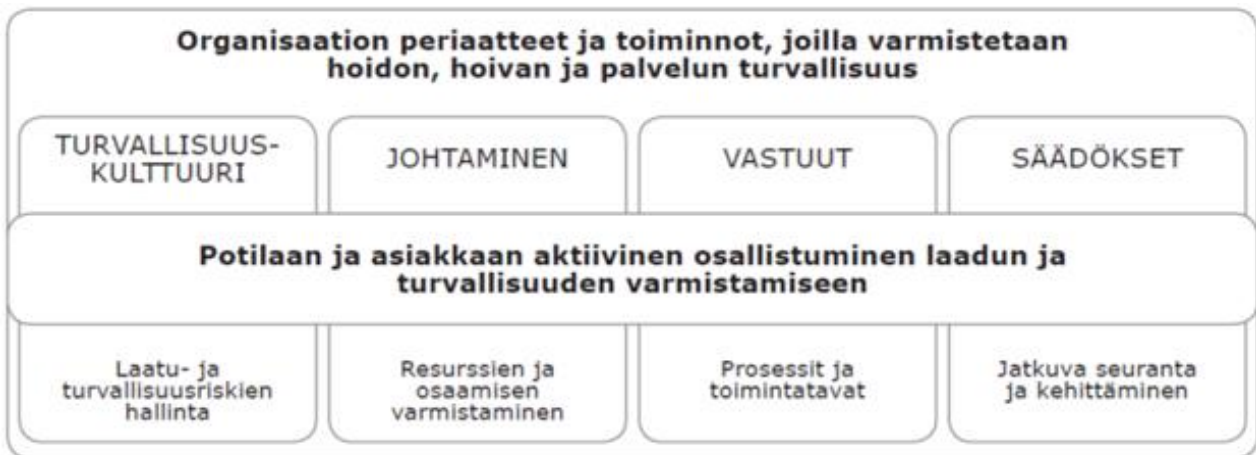 Organisaation periaatteet ja toiminnot, joilla varmistetaan
hoidon, hoivan ja palvelun turvallisuus
TURVALLISUUS-
KULTTUURI
JOHTAMINEN
VASTUUT
SÄÄDÖKSET
Potilaan ja asiakkaan aktiivinen osallistuminen laadun ja
turvallisuuden varmistamiseen
Laatu- ja
turvallisuusriskien
hallinta
Resurssien ja
osaamisen
varmistaminen
Prosessit ja
toimintatavat
Jatkuva seuranta
ja kehittäminen